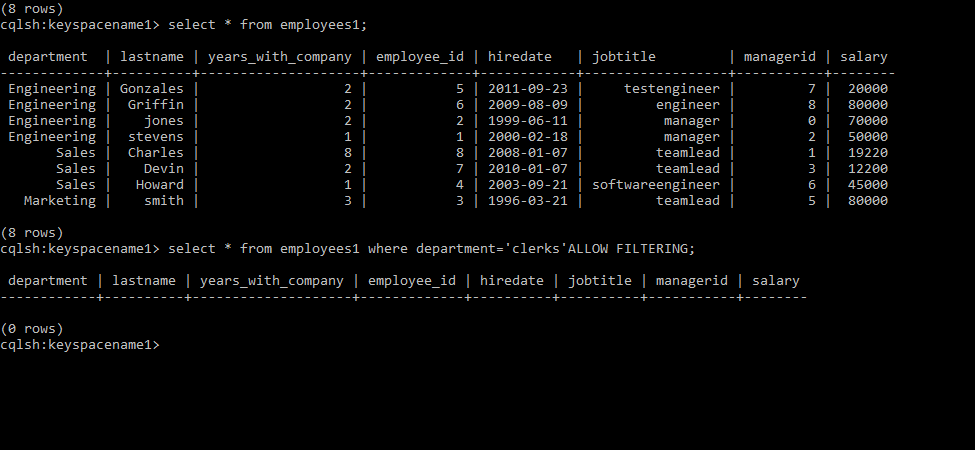 (8 rows)
cqlsh:keyspacename1> select * from employees1;
 department  | lastname | years_with_company | employee_id | hiredate   | jobtitle         | managerid | salary
-------------+----------+--------------------+-------------+------------+------------------+-----------+--------
 Engineering | Gonzales |                  2 |           5 | 2011-09-23 |     testengineer |         7 |  20000
 Engineering |  Griffin |                  2 |           6 | 2009-08-09 |         engineer |         8 |  80000
 Engineering |    jones |                  2 |           2 | 1999-06-11 |          manager |         0 |  70000
 Engineering |  stevens |                  1 |           1 | 2000-02-18 |          manager |         2 |  50000
       Sales |  Charles |                  8 |           8 | 2008-01-07 |         teamlead |         1 |  19220
       Sales |    Devin |                  2 |           7 | 2010-01-07 |         teamlead |         3 |  12200
       Sales |   Howard |                  1 |           4 | 2003-09-21 | softwareengineer |         6 |  45000
   Marketing |    smith |                  3 |           3 | 1996-03-21 |         teamlead |         5 |  80000
(8 rows)
cqlsh:keyspacename1> select * from employees1 where department='clerks'ALLOW FILTERING;
 department | lastname | years_with_company | employee_id | hiredate | jobtitle | managerid | salary
------------+----------+--------------------+-------------+----------+----------+-----------+--------
(0 rows)
cqlsh:keyspacename1>